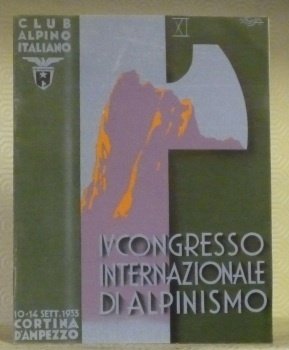 CLUB
ALPINO
ITALIANO
XI
IV CONGRESSO
INTERNAZIONALE
DI ALPINISMO
10-14 SETT. 1933
CORTINA
D'AMPEZZO